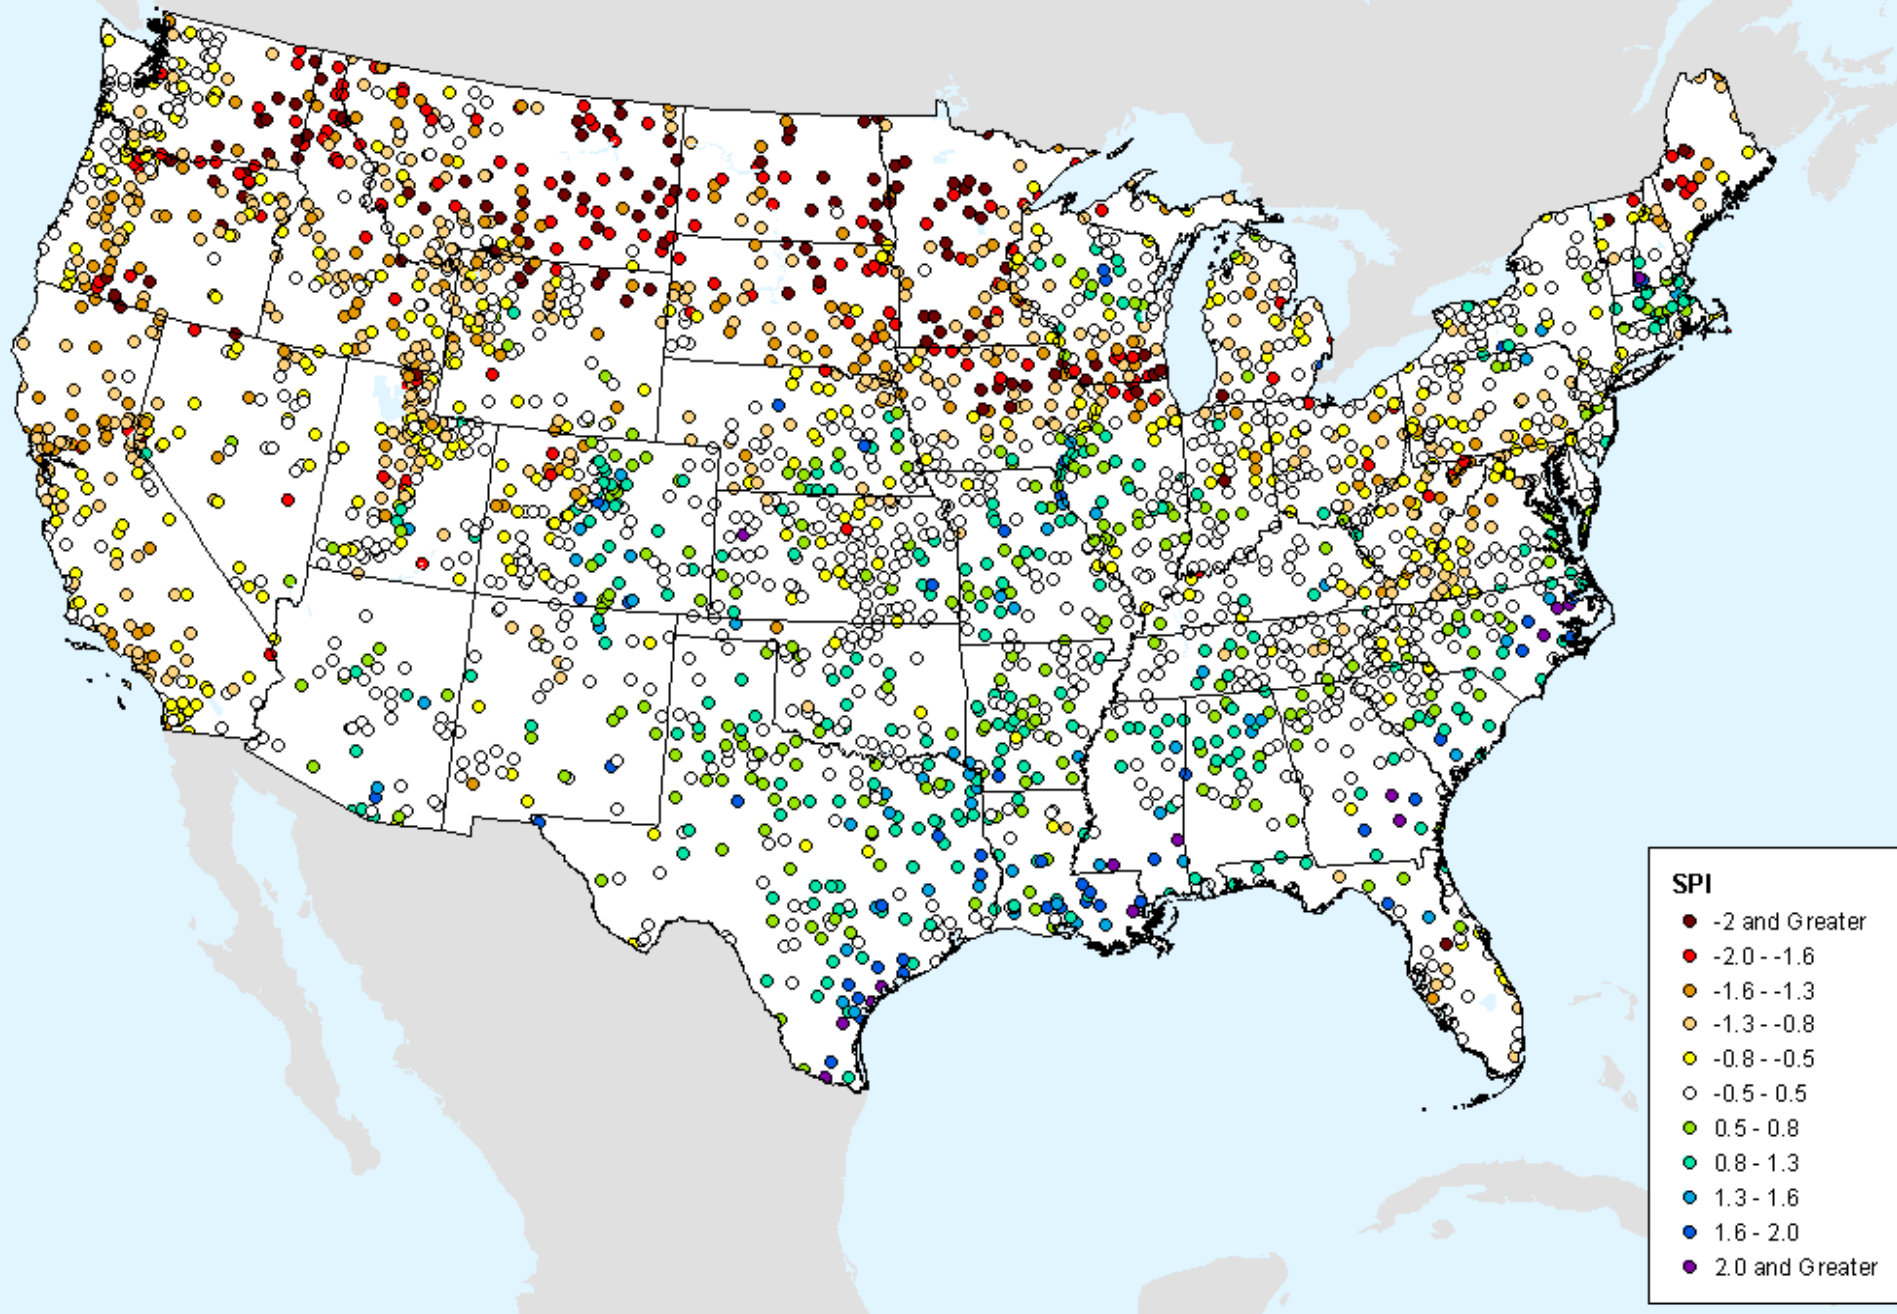 SPI
-2 and Greater
-2.0 - -1.6
-1.6 - -1.3
-1.3 - -0.8
-0.8 - -0.5
-0.5 - 0.5
0.5 - 0.8
0.8 - 1.3
1.3 - 1.6
1.6 - 2.0
2.0 and Greater